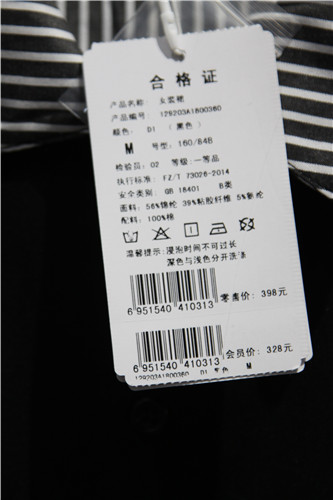 合格证
产品名称: 女套裙
产品编号: 129203A1B00360
颜色: D1 (黑色)
M 号型:160/84B
检验员:02 等级:一等品
执行标准: FZ/T 73026-2014
安全类别: GB 18401 B类
面料: 56%锦纶 39%粘胶纤维 5%氨纶
配料: 100%棉
温馨提示:浸泡时间不可过长
深色与浅色分开洗涤
零售价:398元
6 951540 410313
会员价:328元
6 951540 410313
129203A1B00360 D1 黑色 M